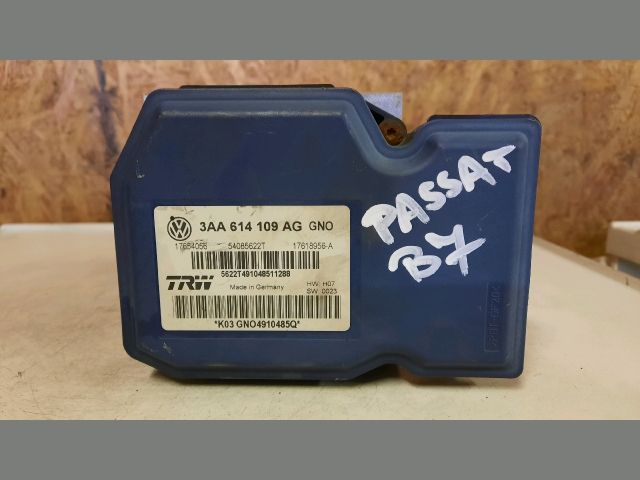 3AA 614 109 AG GNO
17654056 54085622T 17618956-A
5622T491048511288
TRW Made in Germany HW: H07
SW: 0023
*K03 GNO4910485Q*
PASSAT
B7